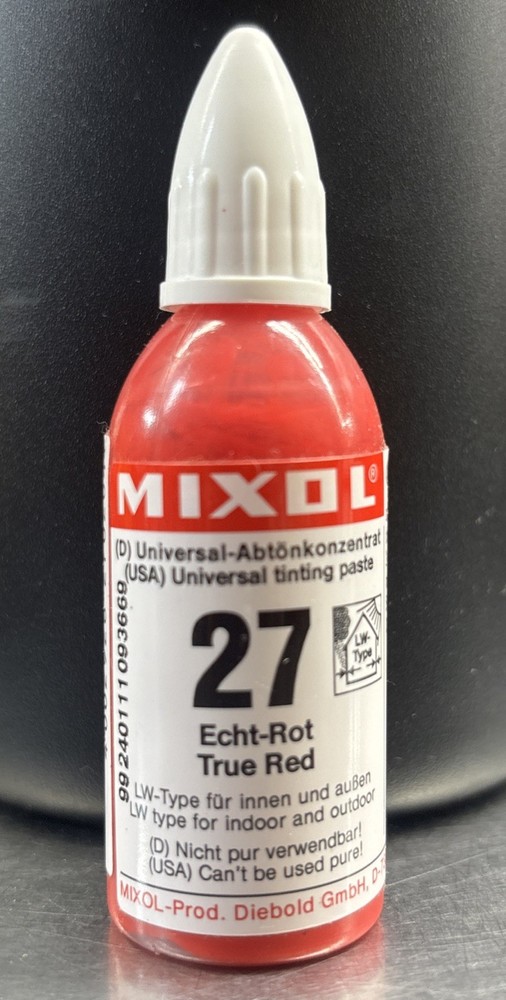 MIXOL®
(D) Universal-Abtönkonzentrat
(USA) Universal tinting paste
27
LW-
Type
Echt-Rot
True Red
LW-Type für innen und außen
LW type for indoor and outdoor
(D) Nicht pur verwendbar!
(USA) Can't be used pure!
MIXOL-Prod. Diebold GmbH,
99240111093669